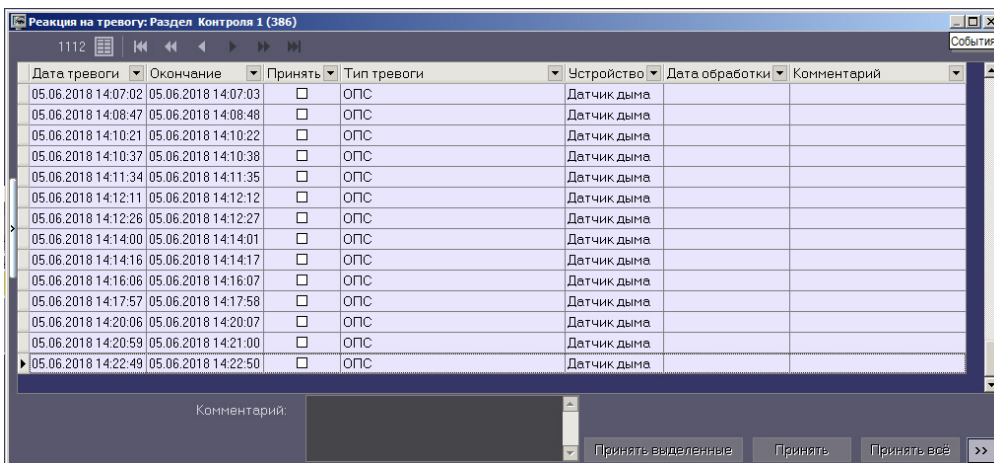 Реакция на тревогу: Раздел Контроля 1 (386)
События
1112
Дата тревоги Окончание Принять Тип тревоги Устройство Дата обработки Комментарий
05.06.2018 14:07:02 05.06.2018 14:07:03 ОПС Датчик дыма
05.06.2018 14:08:47 05.06.2018 14:08:48 ОПС Датчик дыма
05.06.2018 14:10:21 05.06.2018 14:10:22 ОПС Датчик дыма
05.06.2018 14:10:37 05.06.2018 14:10:38 ОПС Датчик дыма
05.06.2018 14:11:34 05.06.2018 14:11:35 ОПС Датчик дыма
05.06.2018 14:12:11 05.06.2018 14:12:12 ОПС Датчик дыма
05.06.2018 14:12:26 05.06.2018 14:12:27 ОПС Датчик дыма
05.06.2018 14:14:00 05.06.2018 14:14:01 ОПС Датчик дыма
05.06.2018 14:14:16 05.06.2018 14:14:17 ОПС Датчик дыма
05.06.2018 14:16:06 05.06.2018 14:16:07 ОПС Датчик дыма
05.06.2018 14:17:57 05.06.2018 14:17:58 ОПС Датчик дыма
05.06.2018 14:20:06 05.06.2018 14:20:07 ОПС Датчик дыма
05.06.2018 14:20:59 05.06.2018 14:21:00 ОПС Датчик дыма
05.06.2018 14:22:49 05.06.2018 14:22:50 ОПС Датчик дыма
Комментарий:
Принять выделенные Принять Принять всё >>